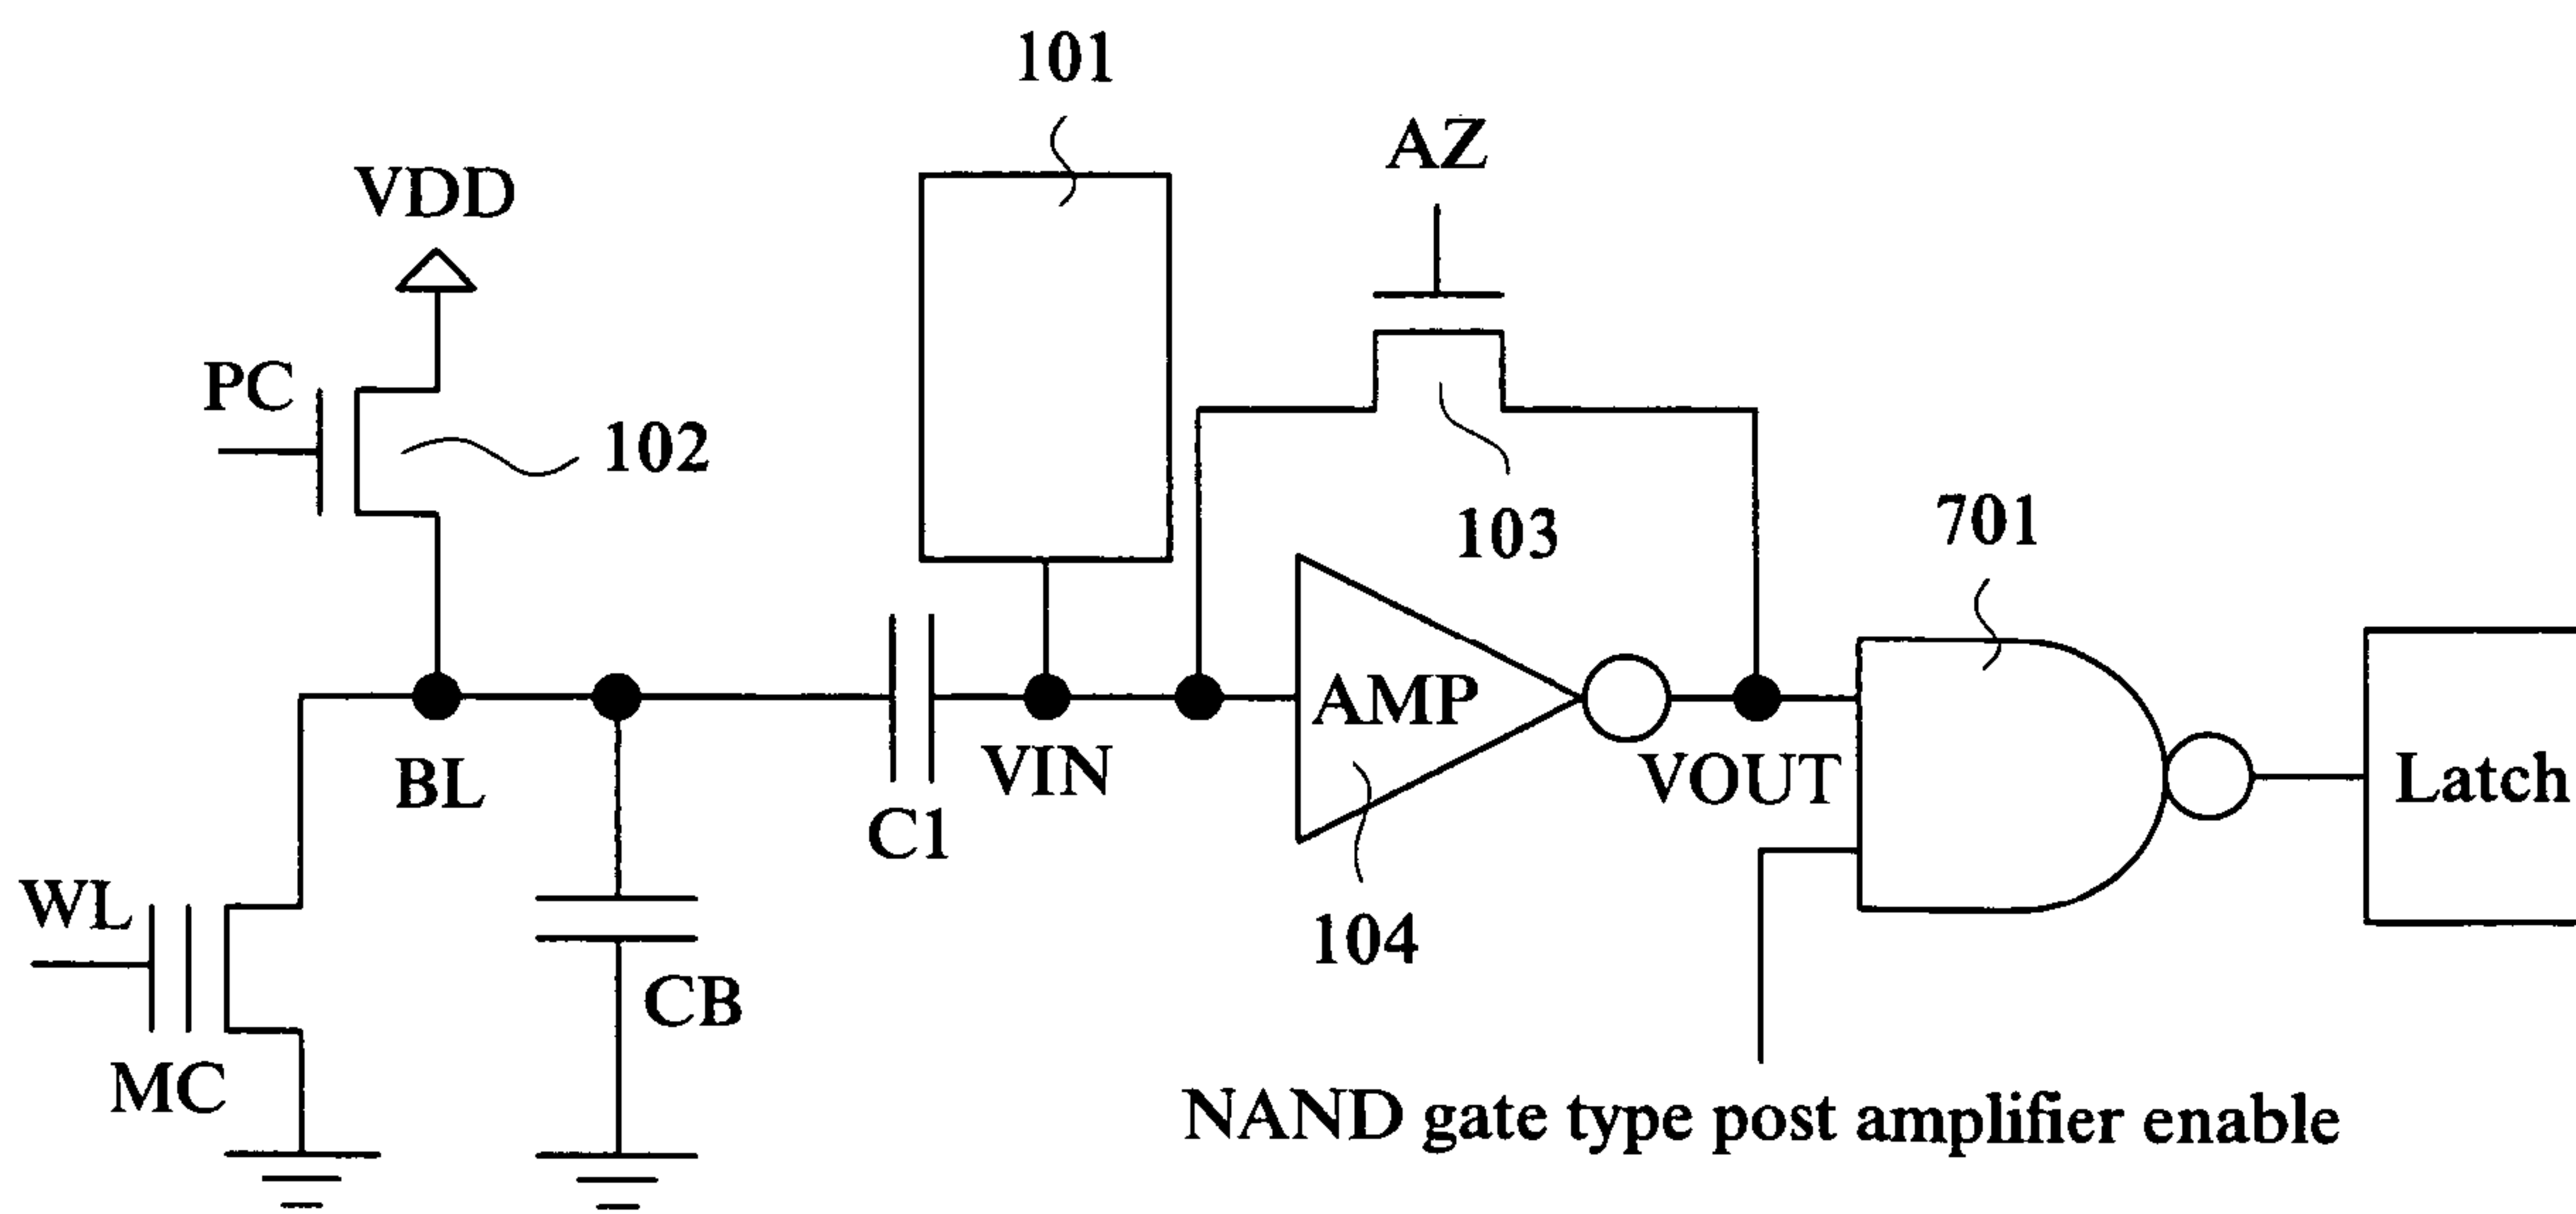 101
AZ
VDD
PC
102
103
701
AMP
BL
VIN
VOUT
Latch
C1
WL
104
CB
MC
NAND gate type post amplifier enable